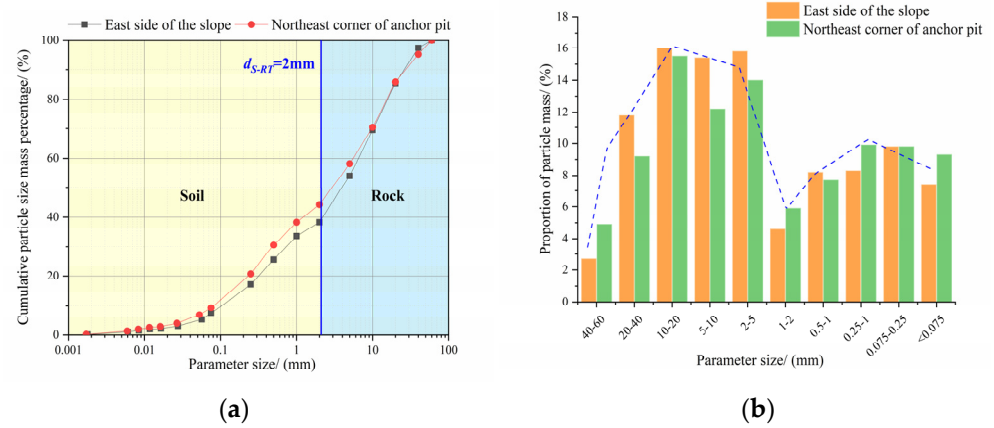 East side of the slope
Northeast corner of anchor pit
Cumulative particle size mass percentage/ (%)
100
80
60
40
20
0
d_S-RT=2mm
Soil
Rock
0.001
0.01
0.1
1
10
100
Parameter size/ (mm)
(a)
East side of the slope
Northeast corner of anchor pit
Proportion of particle mass/ (%)
18
16
14
12
10
8
6
4
2
0
40-60
20-40
10-20
5-10
2-5
1-2
0.5-1
0.25-1
0.075-0.25
<0.075
Parameter size/ (mm)
(b)